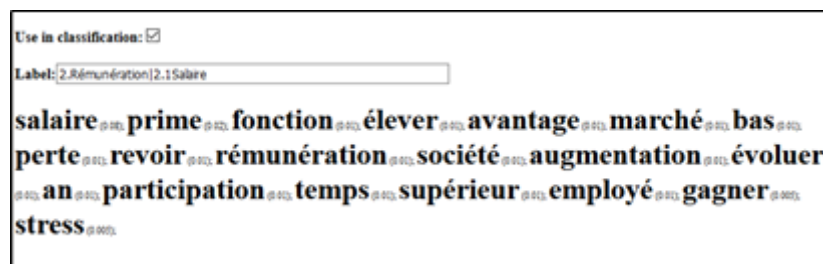 Use in classification:
Label: 2.Rémunération|2.1Salaire
salaire prime fonction élever avantage marché bas
perte revoir rémunération société augmentation évoluer
an participation temps supérieur employé gagner
stress